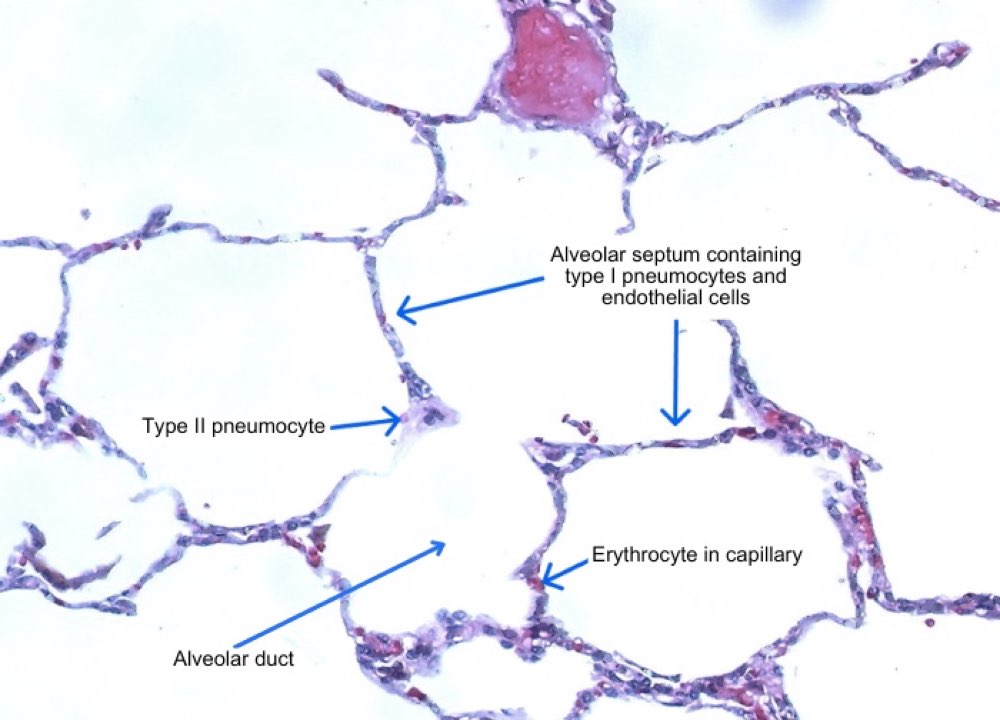 Alveolar septum containing
type I pneumocytes and
endothelial cells
Type II pneumocyte
Erythrocyte in capillary
Alveolar duct